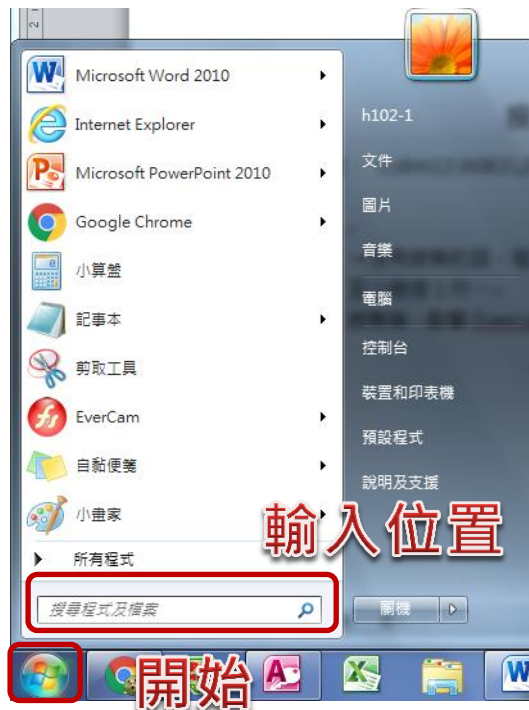 Microsoft Word 2010
Internet Explorer
Microsoft PowerPoint 2010
Google Chrome
小算盤
記事本
剪取工具
EverCam
自黏便箋
小畫家
所有程式
搜尋程式及檔案
h102-1
文件
圖片
音樂
電腦
控制台
裝置和印表機
預設程式
說明及支援
輸入位置
關機
開始